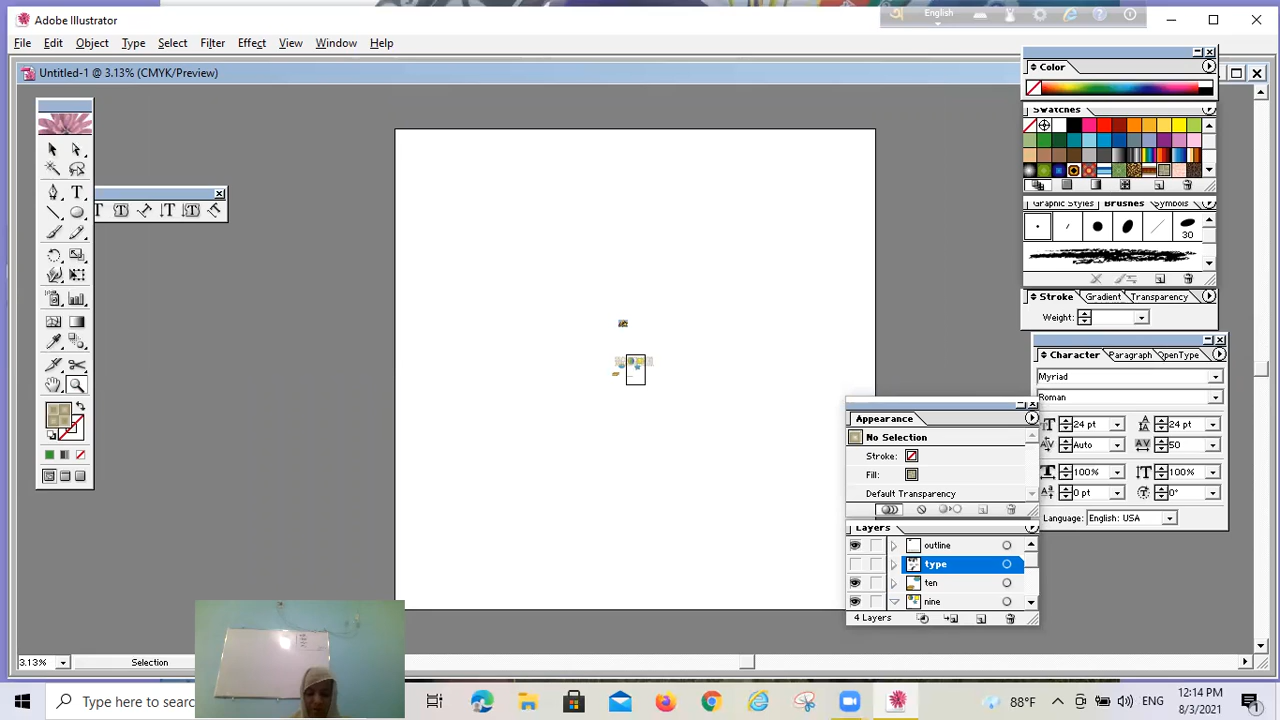 Adobe Illustrator
English
File Edit Object Type Select Filter Effect View Window Help
Untitled-1 @ 3.13% (CMYK/Preview)
Color
Swatches
Graphic Styles Brushes Symbols
30
Stroke Gradient Transparency
Weight:
Character Paragraph OpenType
Myriad
Roman
24 pt 24 pt
Auto 50
100% 100%
0 pt 0°
Language: English: USA
Appearance
No Selection
Stroke:
Fill:
Default Transparency
Layers
outline
type
ten
nine
4 Layers
3.13% Selection
Type here to searc
88°F ENG 12:14 PM
8/3/2021